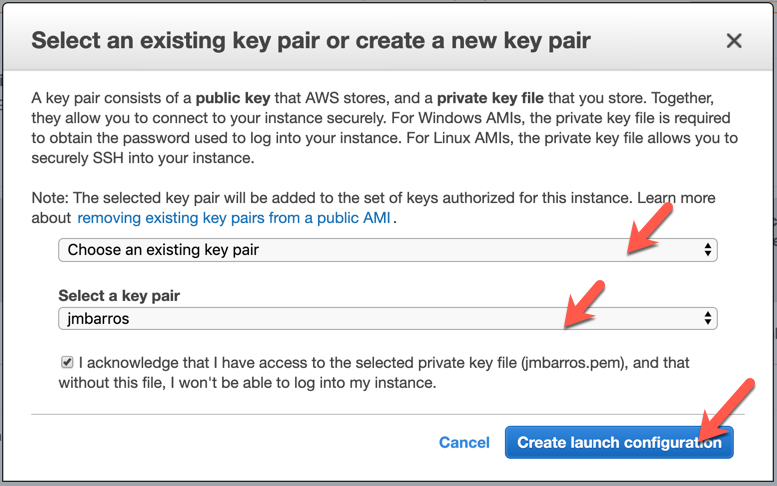 Select an existing key pair or create a new key pair
A key pair consists of a public key that AWS stores, and a private key file that you store. Together,
they allow you to connect to your instance securely. For Windows AMIs, the private key file is required
to obtain the password used to log into your instance. For Linux AMIs, the private key file allows you to
securely SSH into your instance.
Note: The selected key pair will be added to the set of keys authorized for this instance. Learn more
about removing existing key pairs from a public AMI.
Choose an existing key pair
Select a key pair
jmbarros
I acknowledge that I have access to the selected private key file (jmbarros.pem), and that
without this file, I won't be able to log into my instance.
Cancel Create launch configuration